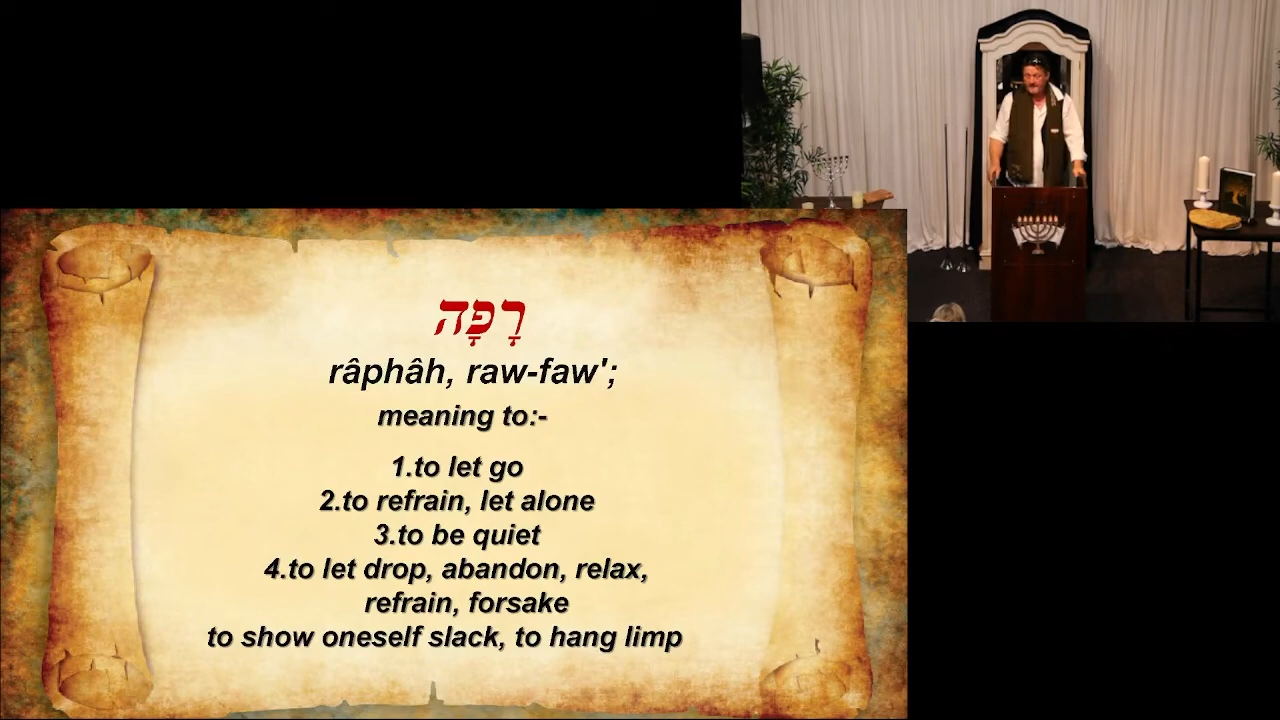 רָפָּה
râphâh, raw-faw';
meaning to:-
1.to let go
2.to refrain, let alone
3.to be quiet
4.to let drop, abandon, relax,
refrain, forsake
to show oneself slack, to hang limp